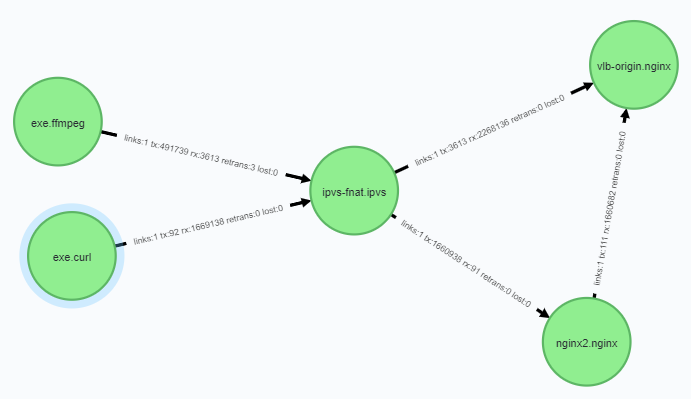 vlb-origin.nginx
exe.ffmpeg
links:1 tx:491739 rx:3613 retrans:3 lost:0
links:1 tx:3613 rx:2268136 retrans:0 lost:0
ipvs-fnat.ipvs
links:1 tx:92 rx:1669138 retrans:0 lost:0
exe.curl
links:1 tx:1660938 rx:91 retrans:0 lost:0
links:1 tx:111 rx:1660682 retrans:0 lost:0
nginx2.nginx